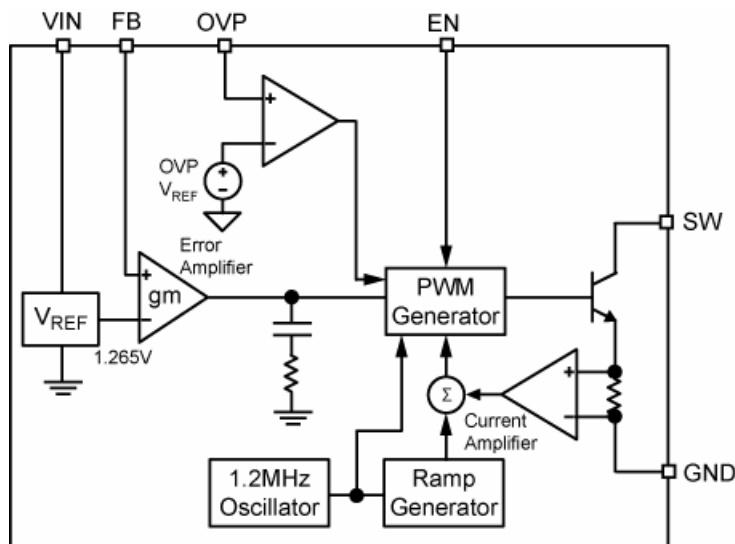 VIN FB OVP EN
+
−
OVP
VREF
+
−
SW
Error
Amplifier
+
gm
−
VREF
1.265V
PWM
Generator
Σ
+
−
Current
Amplifier
1.2MHz
Oscillator
Ramp
Generator
GND